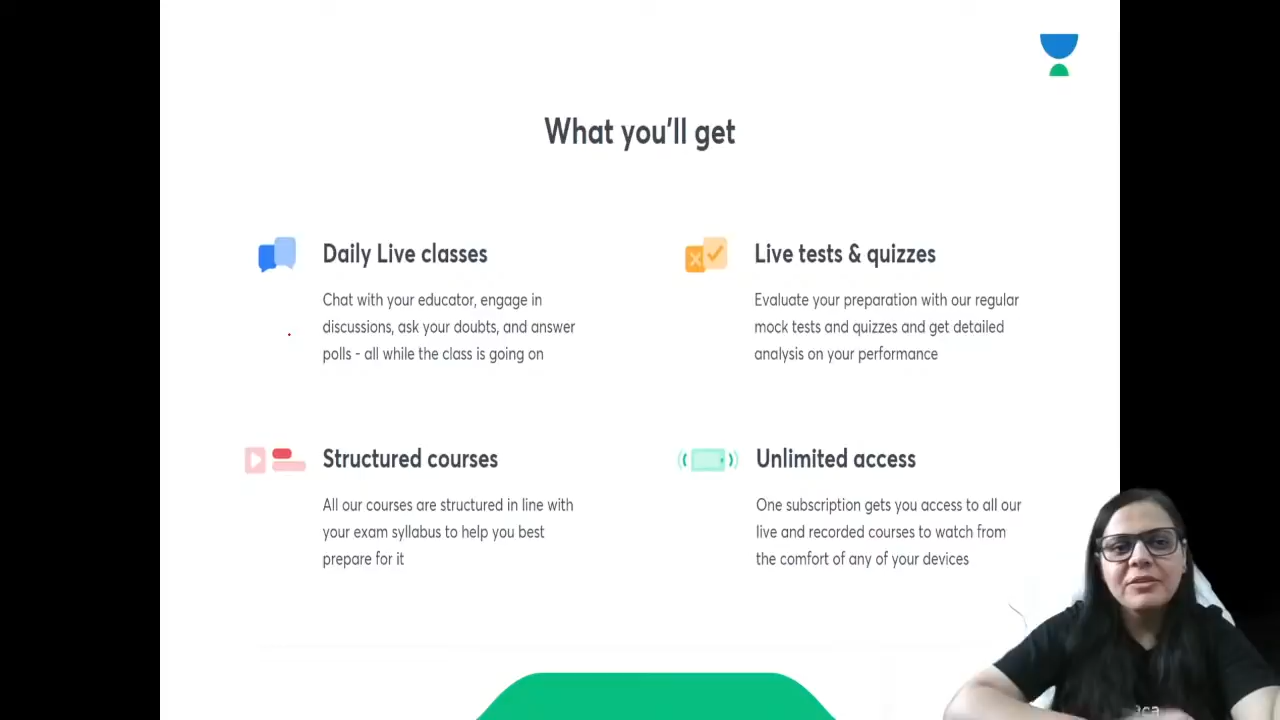 What you'll get
Daily Live classes
Chat with your educator, engage in
discussions, ask your doubts, and answer
polls - all while the class is going on
Live tests & quizzes
Evaluate your preparation with our regular
mock tests and quizzes and get detailed
analysis on your performance
Structured courses
All our courses are structured in line with
your exam syllabus to help you best
prepare for it
Unlimited access
One subscription gets you access to all our
live and recorded courses to watch from
the comfort of any of your devices